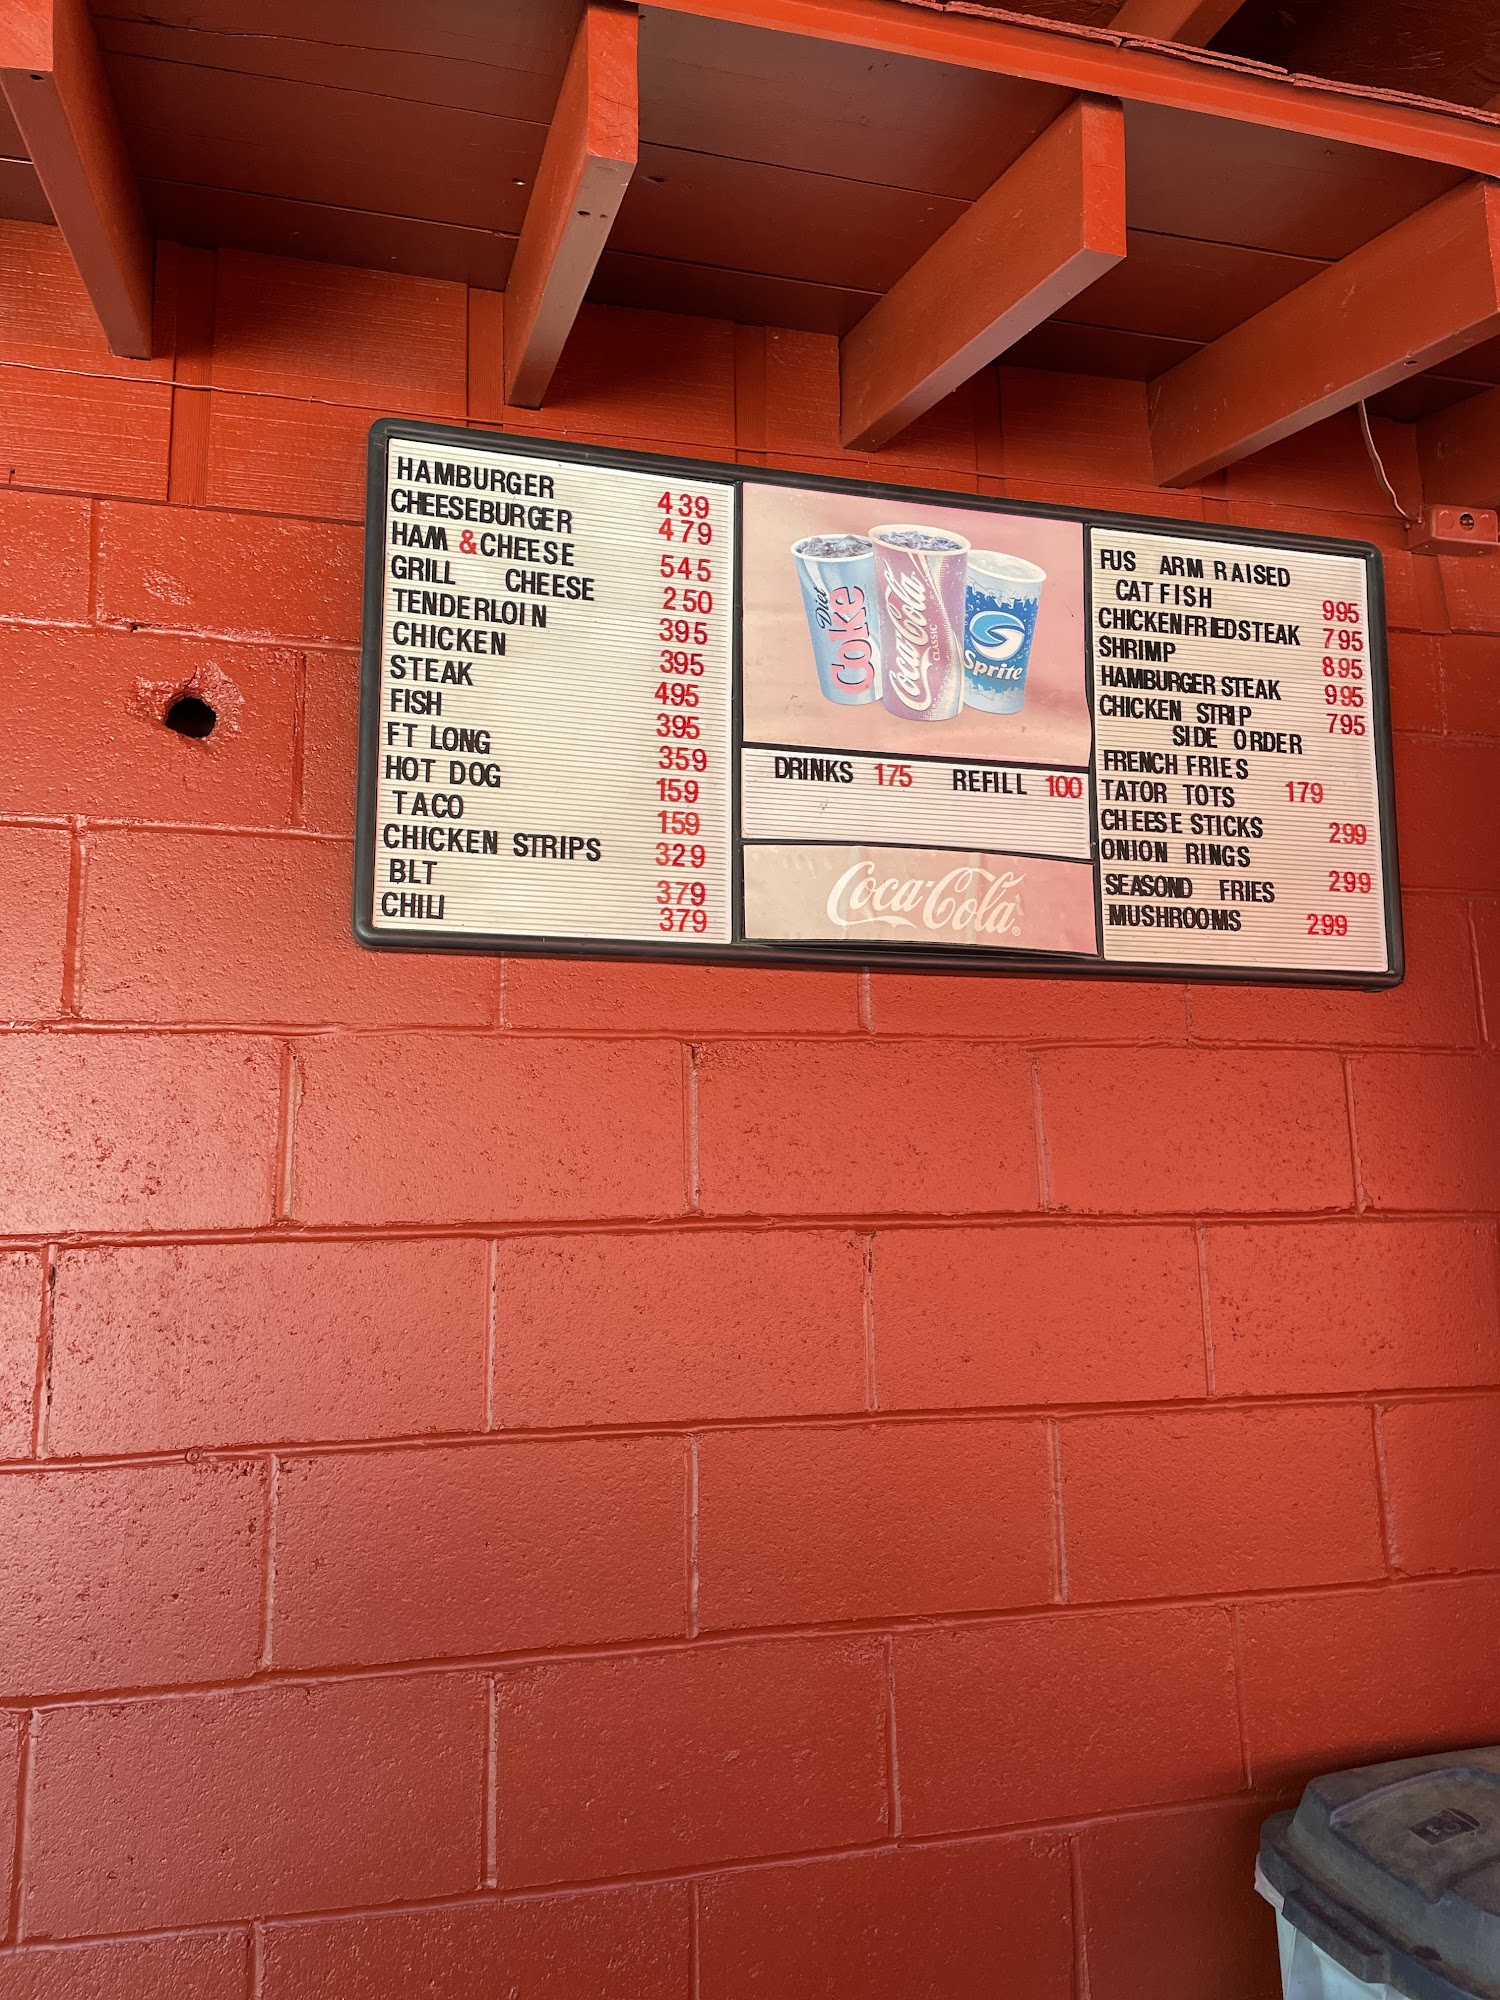 HAMBURGER 439
CHEESEBURGER 479
HAM & CHEESE 545
GRILL CHEESE 250
TENDERLOIN 395
CHICKEN 395
STEAK 495
FISH 395
FT LONG 359
HOT DOG 159
TACO 159
CHICKEN STRIPS 329
BLT 379
CHILI 379
Diet Coke
Coca-Cola
CLASSIC
Sprite
DRINKS 175 REFILL 100
Coca-Cola®
FUS ARM RAISED
CAT FISH 995
CHICKEN FRIED STEAK 795
SHRIMP 895
HAMBURGER STEAK 995
CHICKEN STRIP 795
SIDE ORDER
FRENCH FRIES
TATOR TOTS 179
CHEESE STICKS 299
ONION RINGS
SEASOND FRIES 299
MUSHROOMS 299